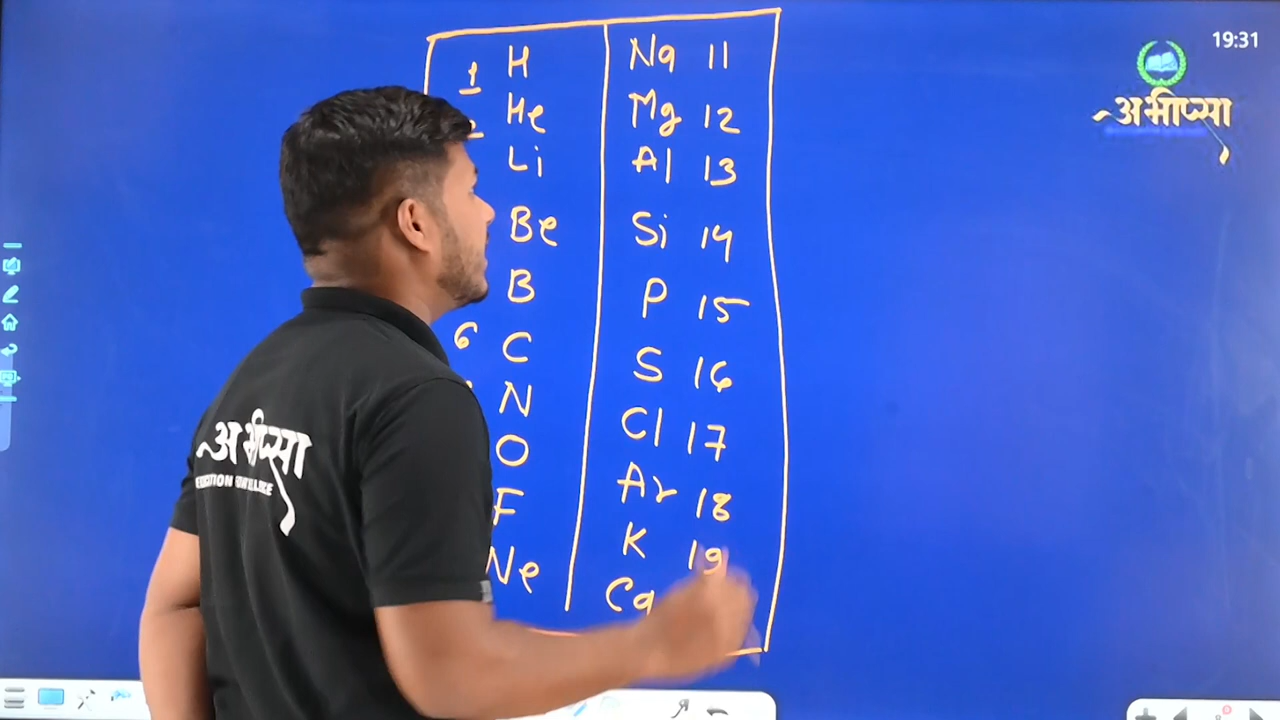 19:31
अभीप्सा
1 H
He
Li
Be
B
6 C
N
O
F
Ne
Na 11
Mg 12
Al 13
Si 14
P 15
S 16
Cl 17
Ar 18
K 19
Ca
अभीप्सा